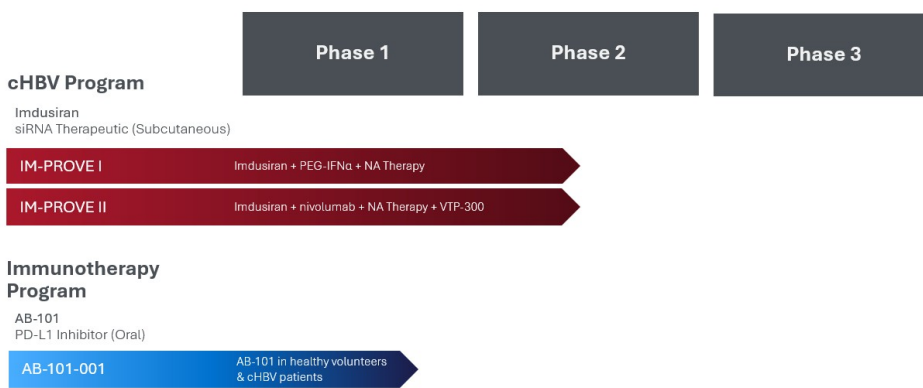 Phase 1
Phase 2
Phase 3
cHBV Program
Imdusiran
siRNA Therapeutic (Subcutaneous)
IM-PROVE I
Imdusiran + PEG-IFNα + NA Therapy
IM-PROVE II
Imdusiran + nivolumab + NA Therapy + VTP-300
Immunotherapy
Program
AB-101
PD-L1 Inhibitor (Oral)
AB-101-001
AB-101 in healthy volunteers
& cHBV patients